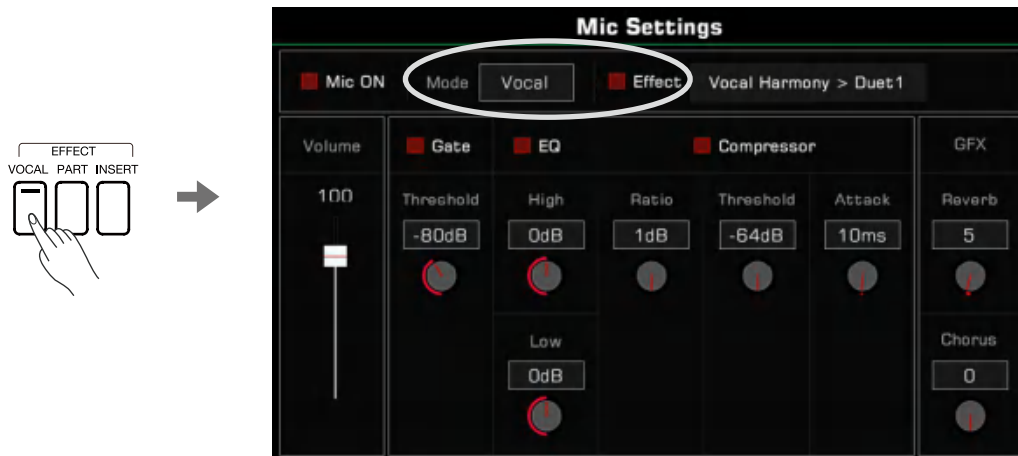 EFFECT
VOCAL PART INSERT
Mic Settings
Mic ON Mode Vocal Effect Vocal Harmony > Duet1
Volume Gate EQ Compressor GFX
100 Threshold High Ratio Threshold Attack Reverb
-80dB 0dB 1dB -64dB 10ms 5
Low Chorus
0dB 0